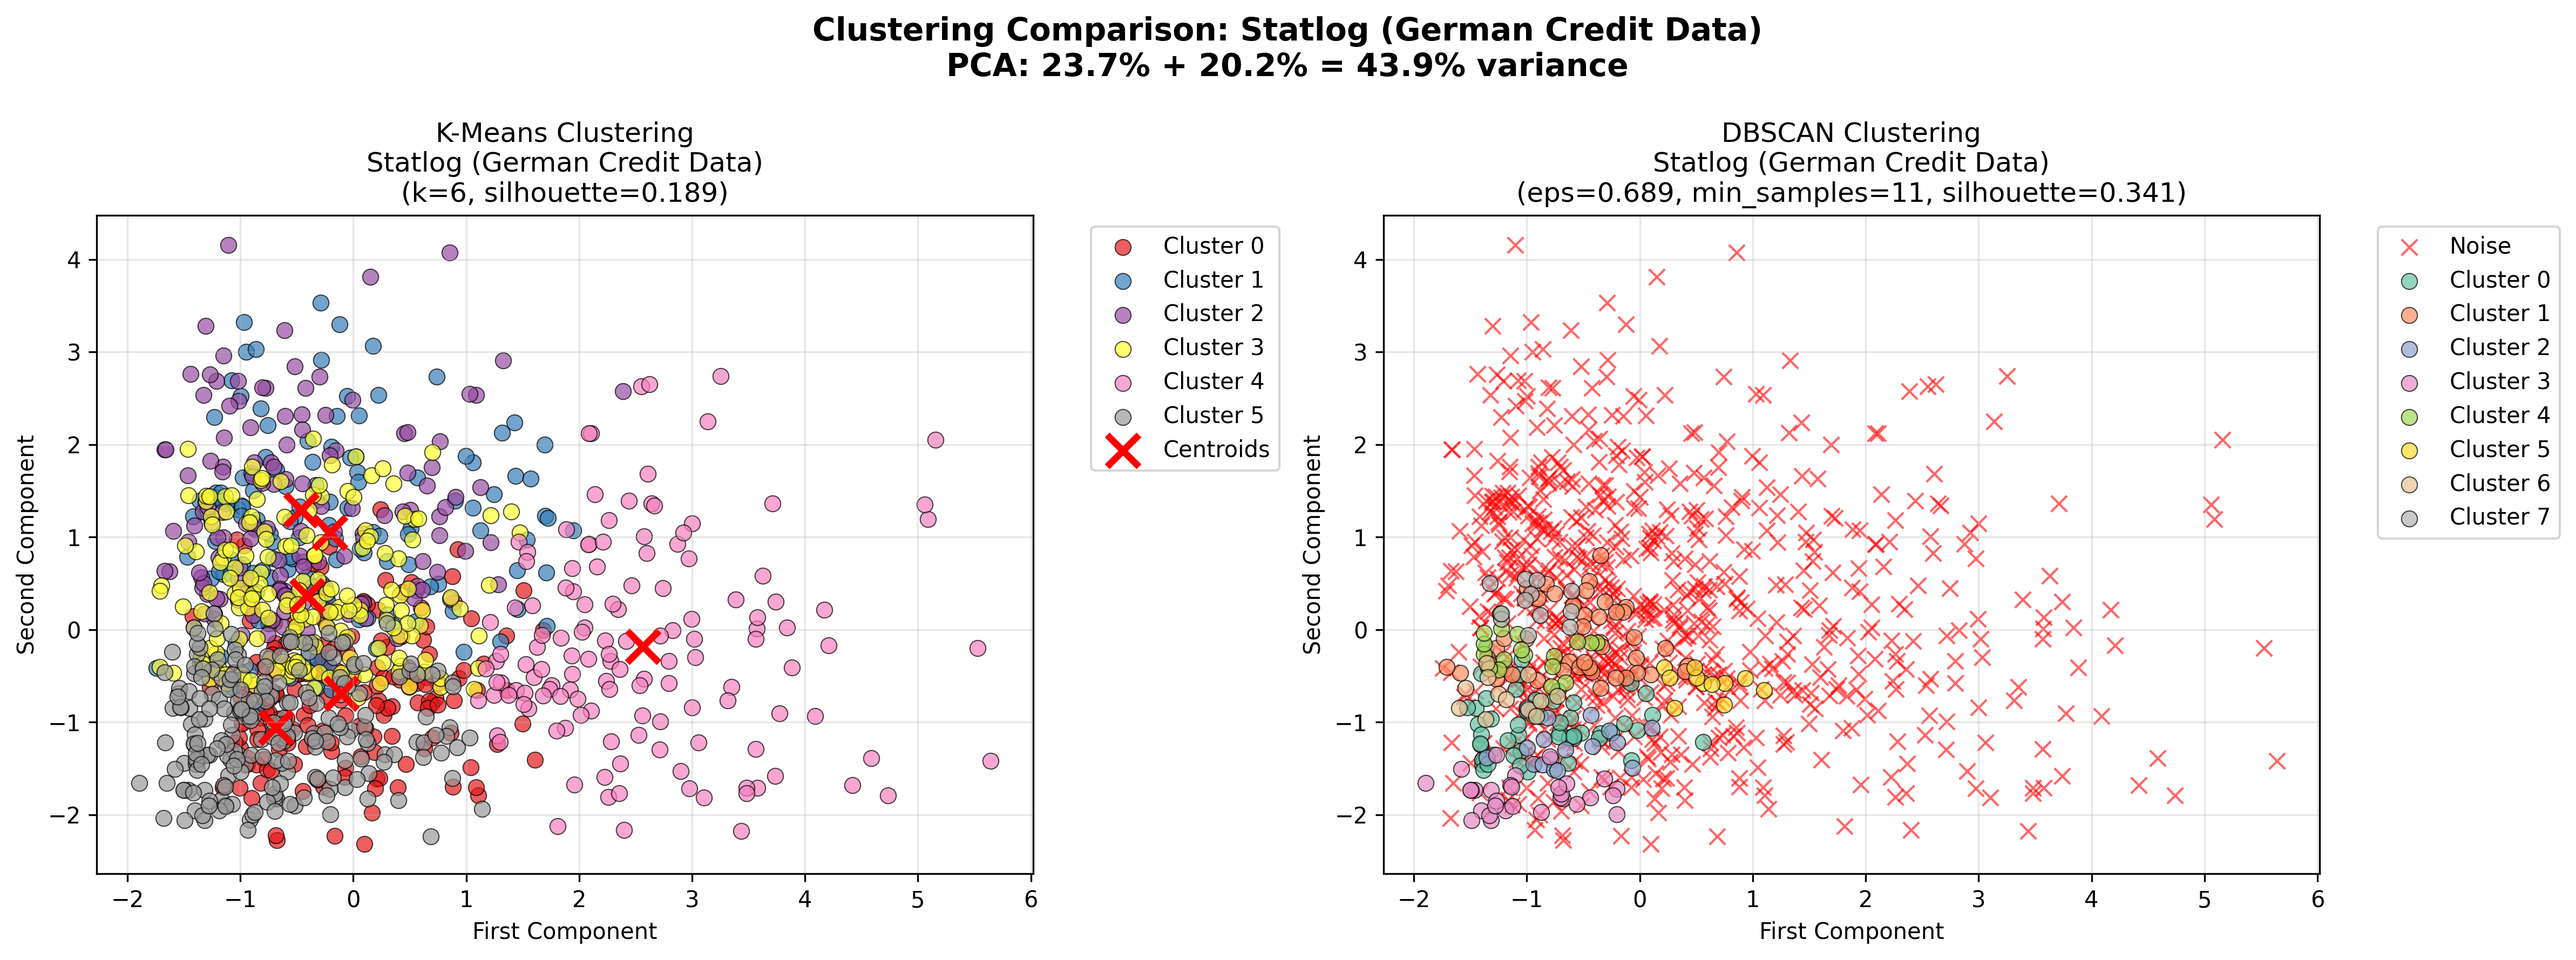 Clustering Comparison: Statlog (German Credit Data)
PCA: 23.7% + 20.2% = 43.9% variance
K-Means Clustering
Statlog (German Credit Data)
(k=6, silhouette=0.189)
4
3
2
1
0
−1
−2
Second Component
−2 −1 0 1 2 3 4 5 6
First Component
Cluster 0
Cluster 1
Cluster 2
Cluster 3
Cluster 4
Cluster 5
Centroids
DBSCAN Clustering
Statlog (German Credit Data)
(eps=0.689, min_samples=11, silhouette=0.341)
4
3
2
1
0
−1
−2
Second Component
−2 −1 0 1 2 3 4 5 6
First Component
Noise
Cluster 0
Cluster 1
Cluster 2
Cluster 3
Cluster 4
Cluster 5
Cluster 6
Cluster 7